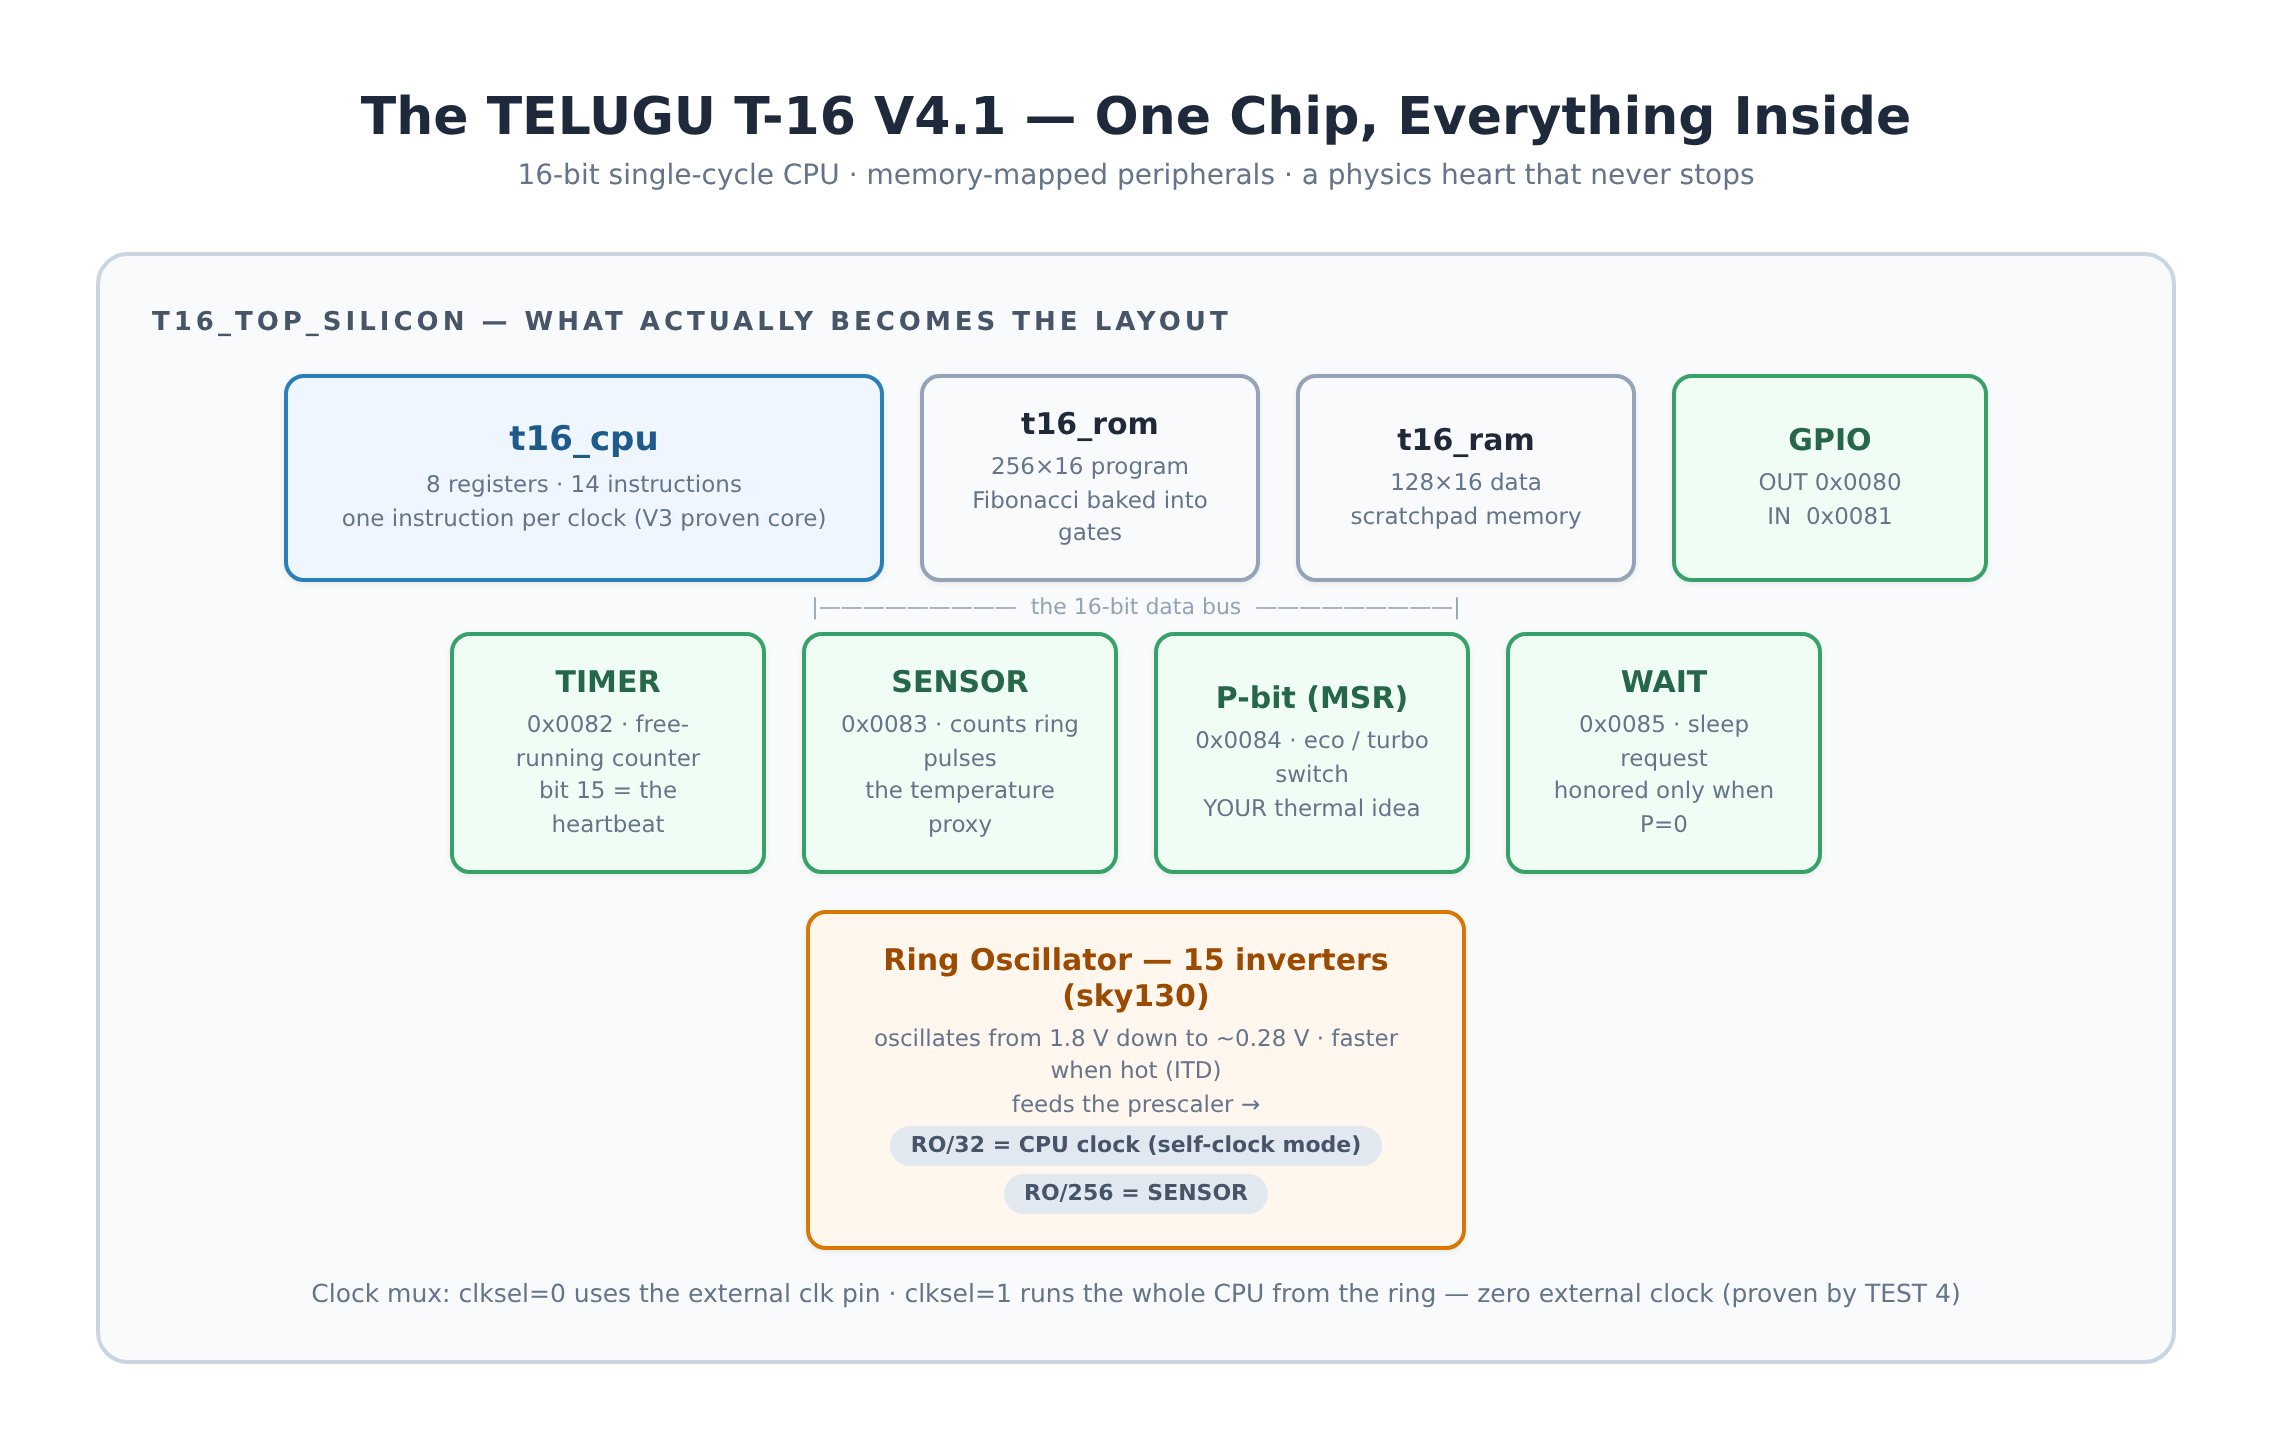 The TELUGU T-16 V4.1 — One Chip, Everything Inside
16-bit single-cycle CPU · memory-mapped peripherals · a physics heart that never stops
T16_TOP_SILICON — WHAT ACTUALLY BECOMES THE LAYOUT
t16_cpu
8 registers · 14 instructions
one instruction per clock (V3 proven core)
t16_rom
256×16 program
Fibonacci baked into
gates
t16_ram
128×16 data
scratchpad memory
GPIO
OUT 0x0080
IN  0x0081
|————————— the 16-bit data bus —————————|
TIMER
0x0082 · free-
running counter
bit 15 = the
heartbeat
SENSOR
0x0083 · counts ring
pulses
the temperature
proxy
P-bit (MSR)
0x0084 · eco / turbo
switch
YOUR thermal idea
WAIT
0x0085 · sleep
request
honored only when
P=0
Ring Oscillator — 15 inverters
(sky130)
oscillates from 1.8 V down to ~0.28 V · faster
when hot (ITD)
feeds the prescaler →
RO/32 = CPU clock (self-clock mode)
RO/256 = SENSOR
Clock mux: clksel=0 uses the external clk pin · clksel=1 runs the whole CPU from the ring — zero external clock (proven by TEST 4)